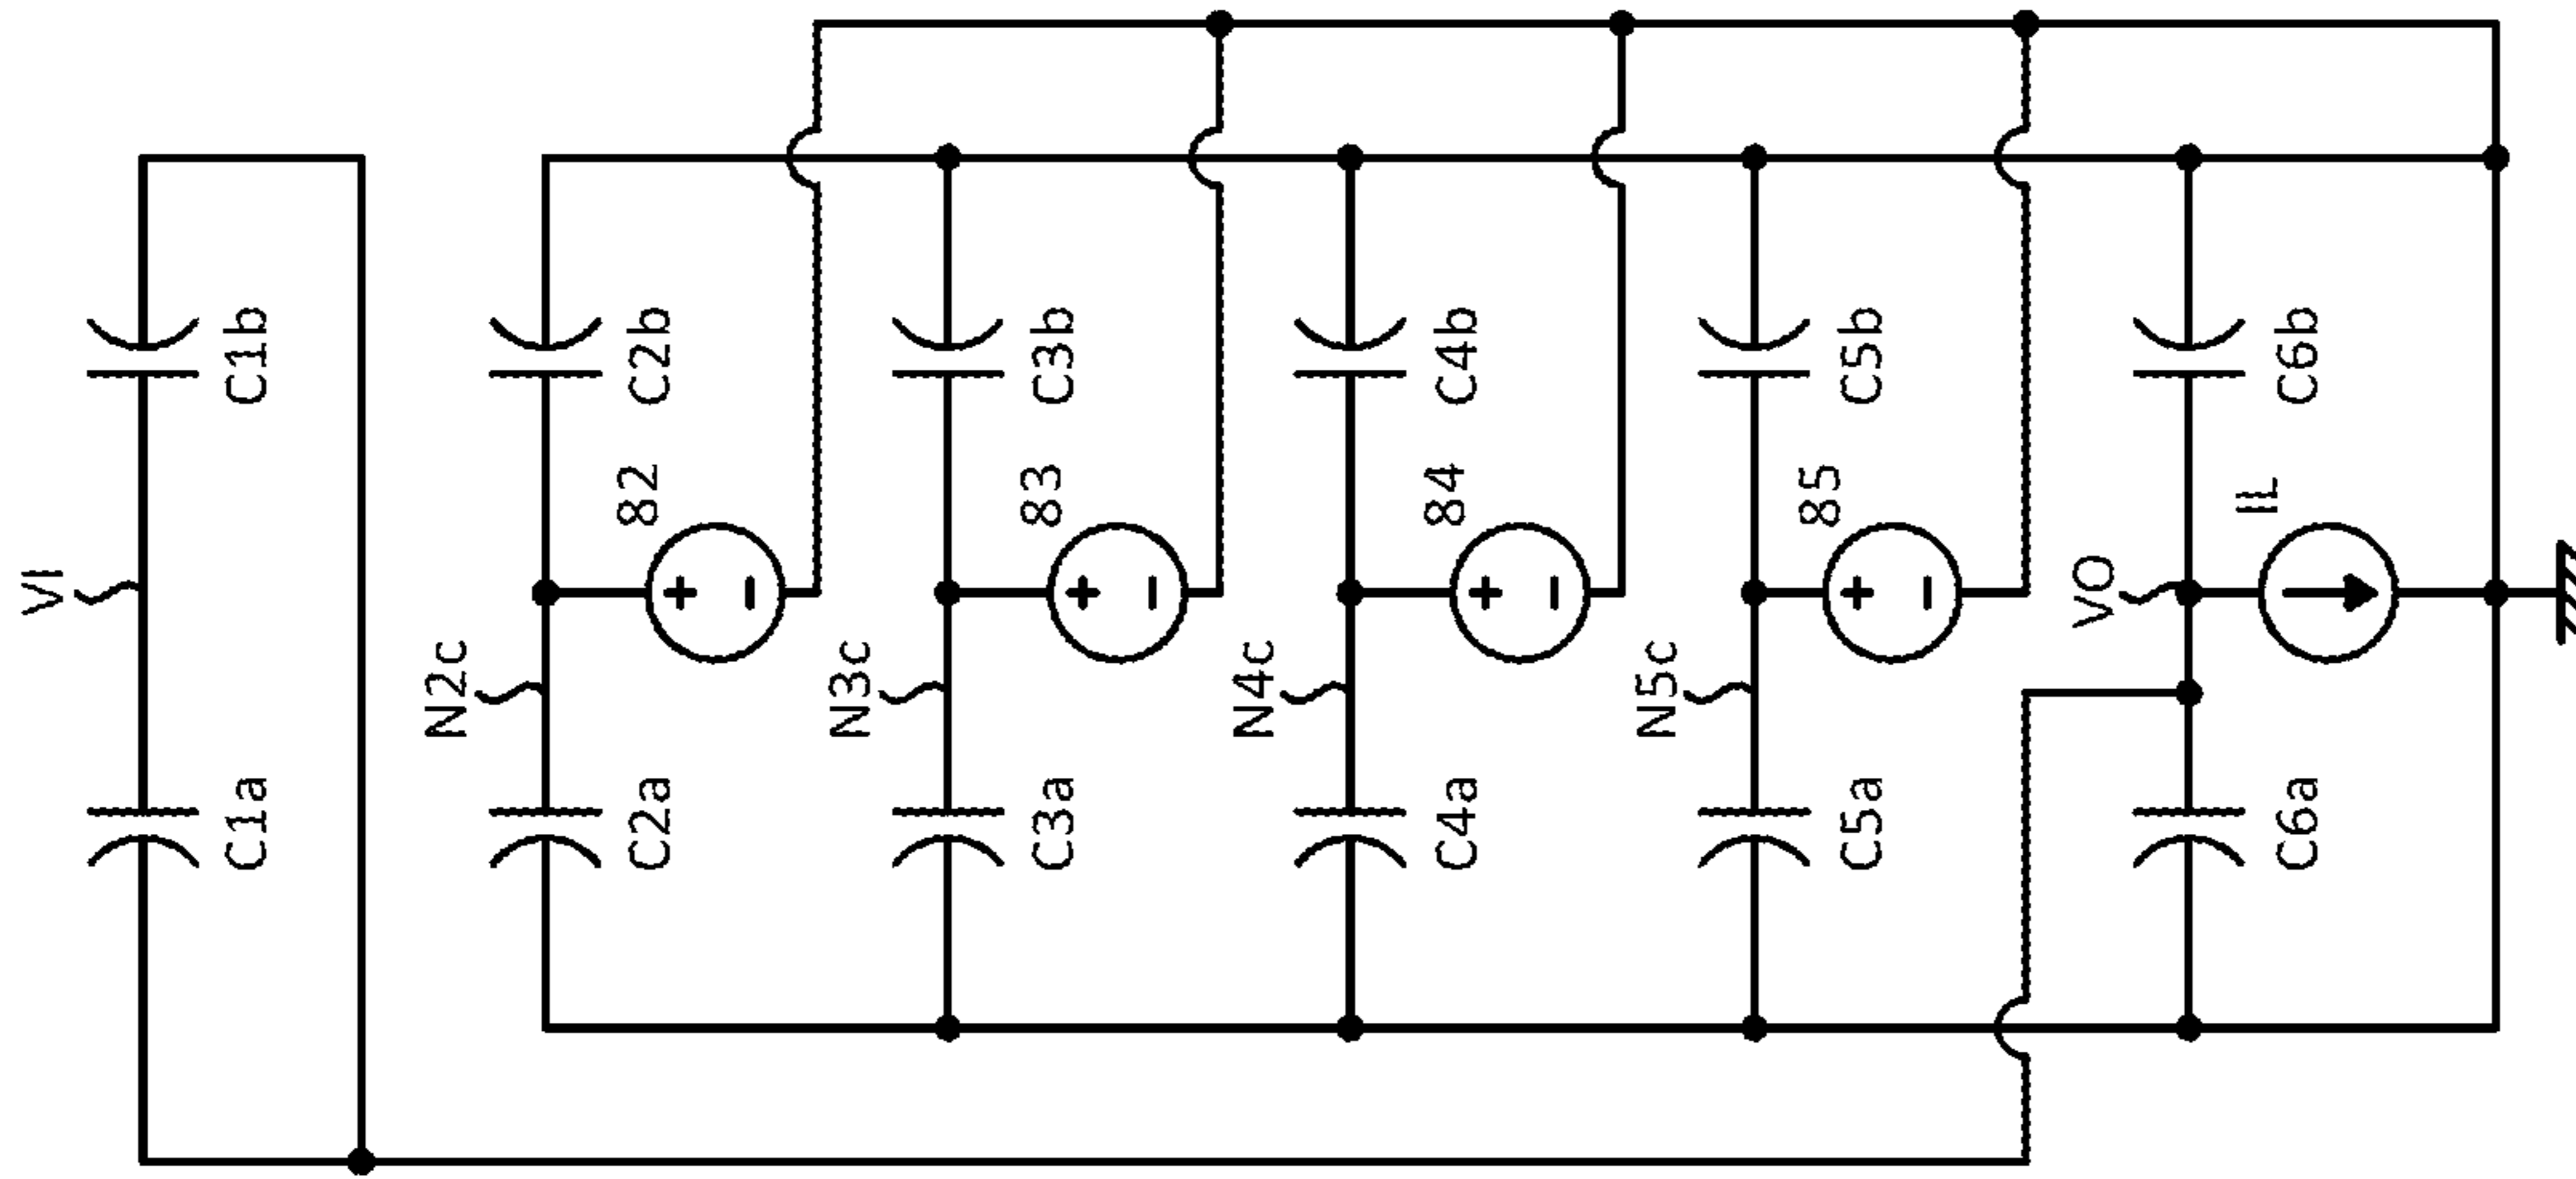 VI
C1a
C1b
N2c
C2a
82
C2b
N3c
C3a
83
C3b
N4c
C4a
84
C4b
N5c
C5a
85
C5b
VO
C6a
IL
C6b
+ −
+ −
+ −
+ −